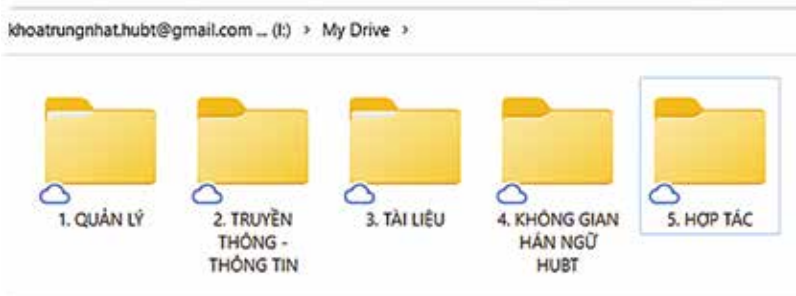 khoatrungnhat.hubt@gmail.com ... (I:) > My Drive >
1. QUẢN LÝ
2. TRUYỀN
THÔNG -
THÔNG TIN
3. TÀI LIỆU
4. KHÔNG GIAN
HÁN NGỮ
HUBT
5. HỢP TÁC